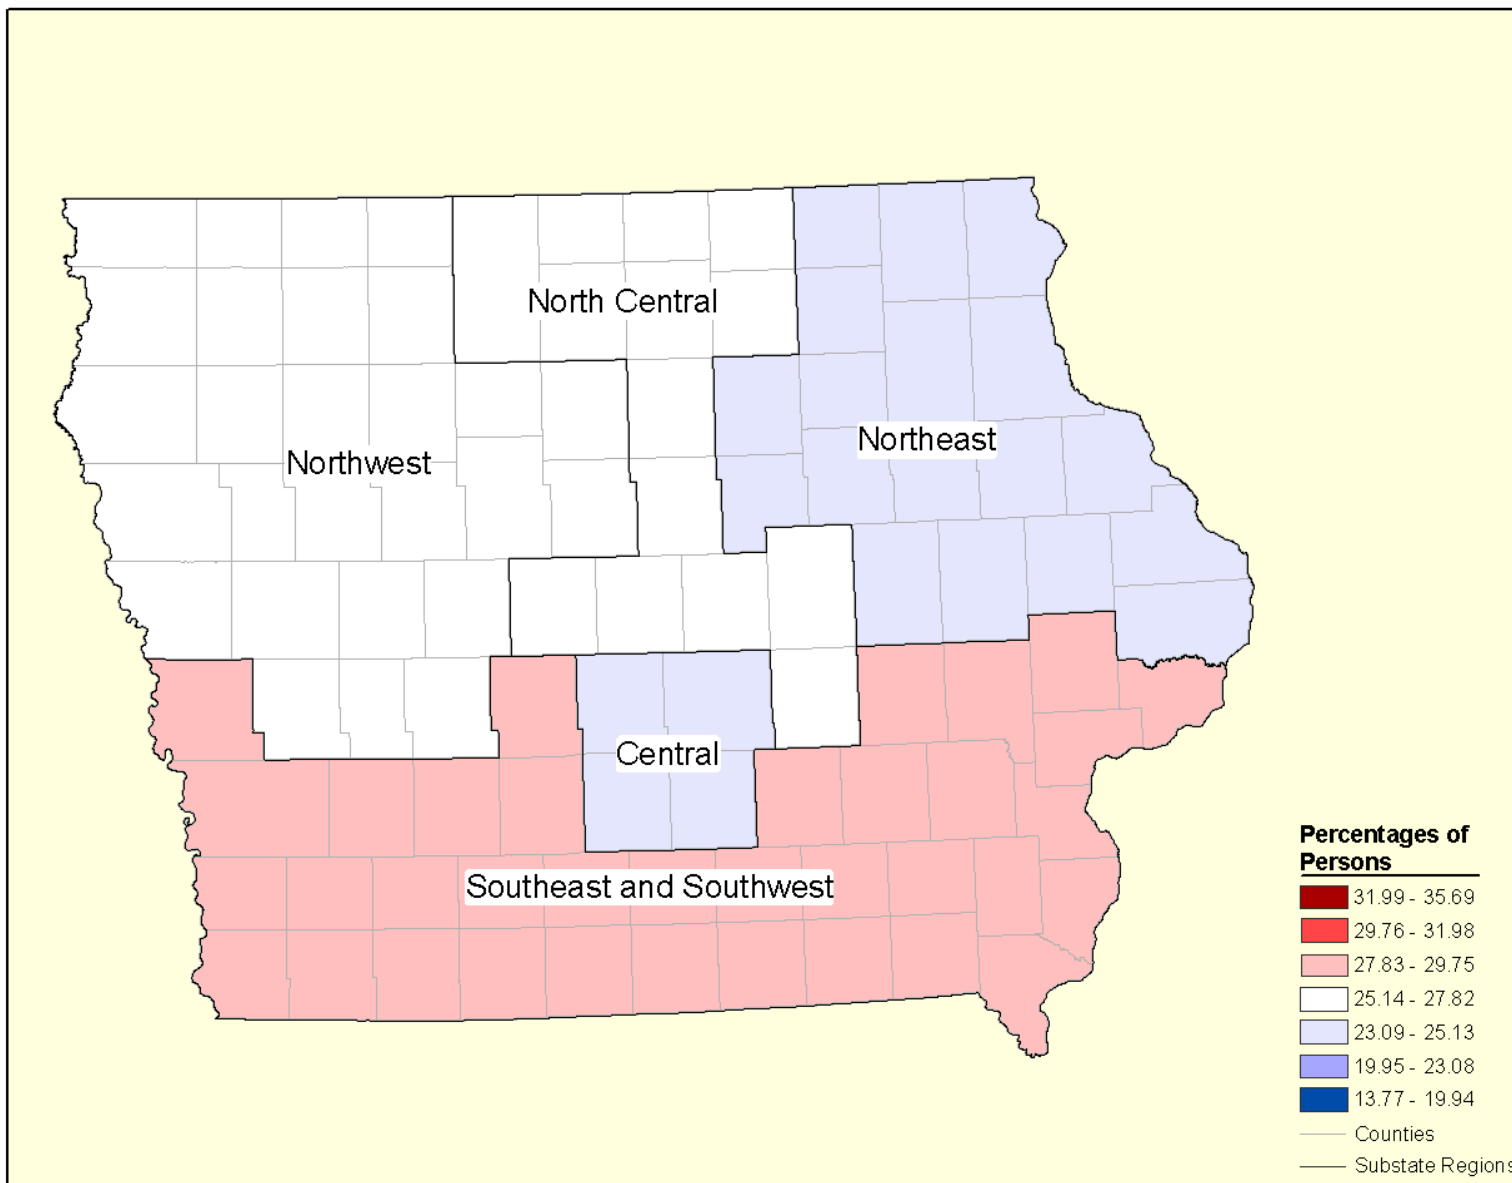 North Central
Northeast
Northwest
Central
Southeast and Southwest
Percentages of
Persons
31.99 - 35.69
29.76 - 31.98
27.83 - 29.75
25.14 - 27.82
23.09 - 25.13
19.95 - 23.08
13.77 - 19.94
Counties
Substate Regions